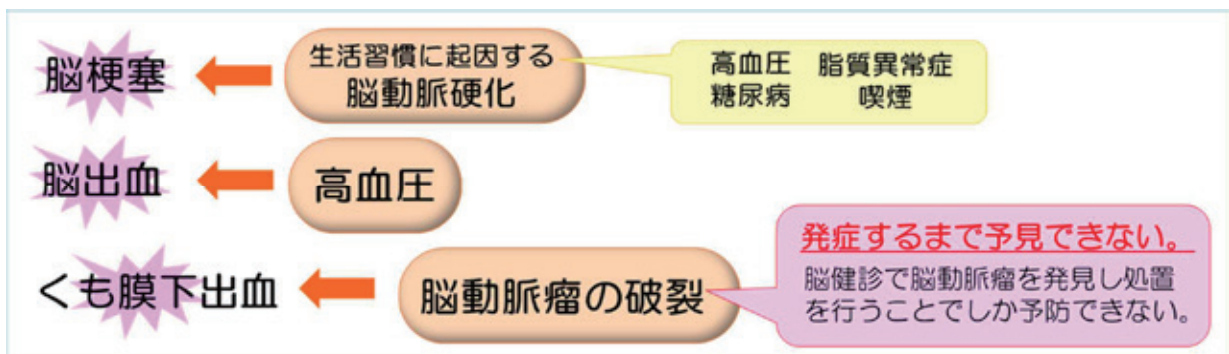 脳梗塞
生活習慣に起因する
脳動脈硬化
高血圧 脂質異常症
糖尿病 喫煙
脳出血
高血圧
くも膜下出血
脳動脈瘤の破裂
発症するまで予見できない。
脳健診で脳動脈瘤を発見し処置
を行うことでしか予防できない。